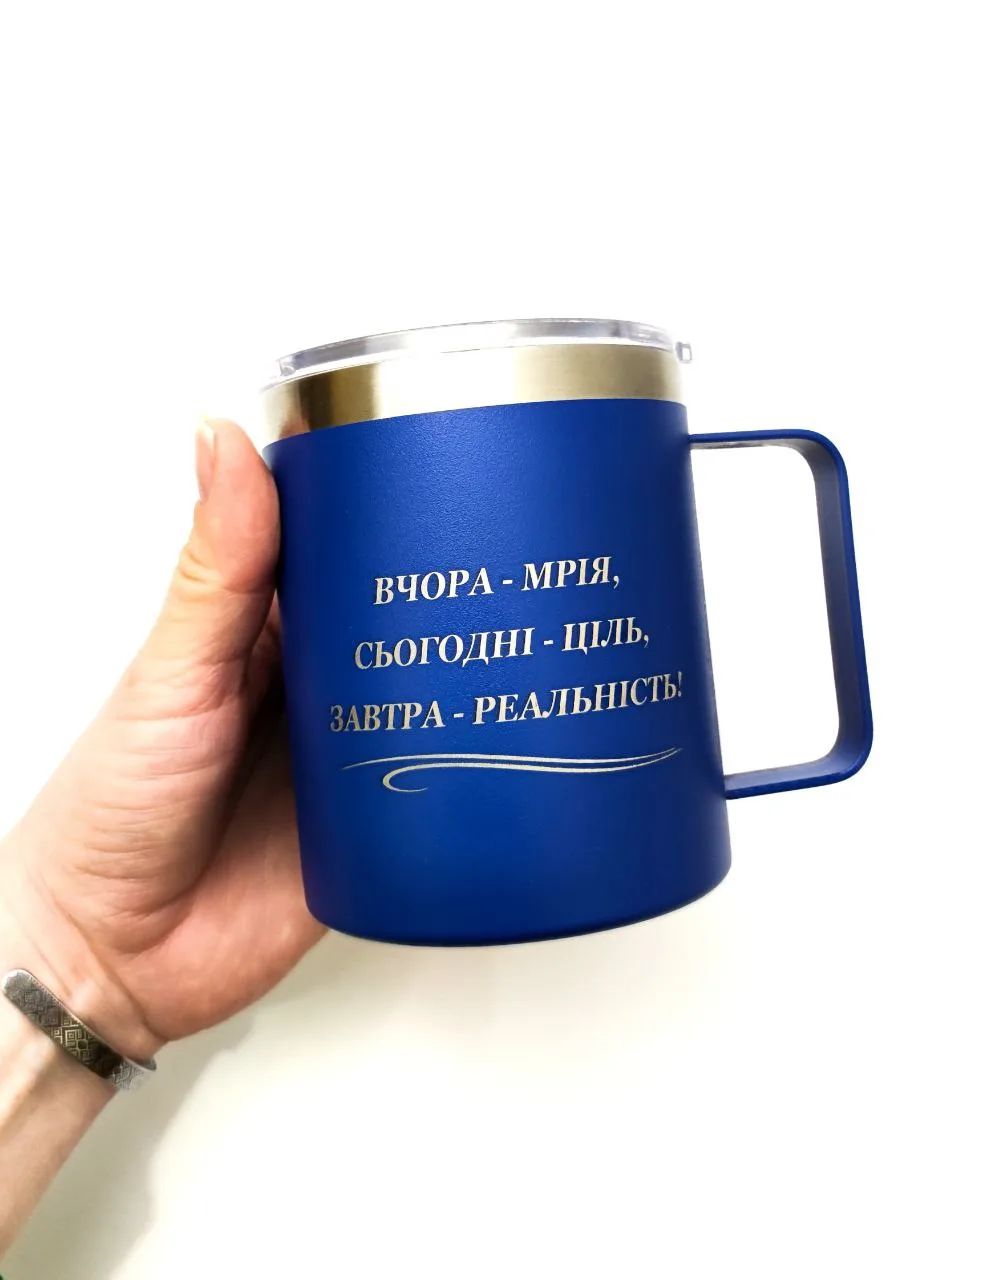 ВЧОРА - МРІЯ,
СЬОГОДНІ - ЦІЛЬ,
ЗАВТРА - РЕАЛЬНІСТЬ!